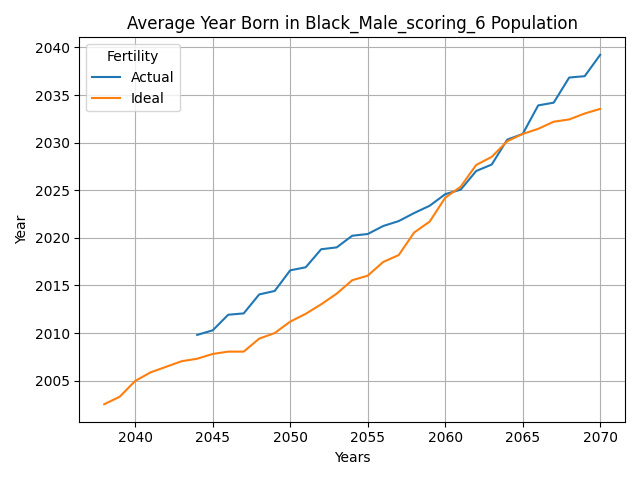 Average Year Born in Black_Male_scoring_6 Population
Fertility
Actual
Ideal
Year
2040
2035
2030
2025
2020
2015
2010
2005
2040 2045 2050 2055 2060 2065 2070
Years